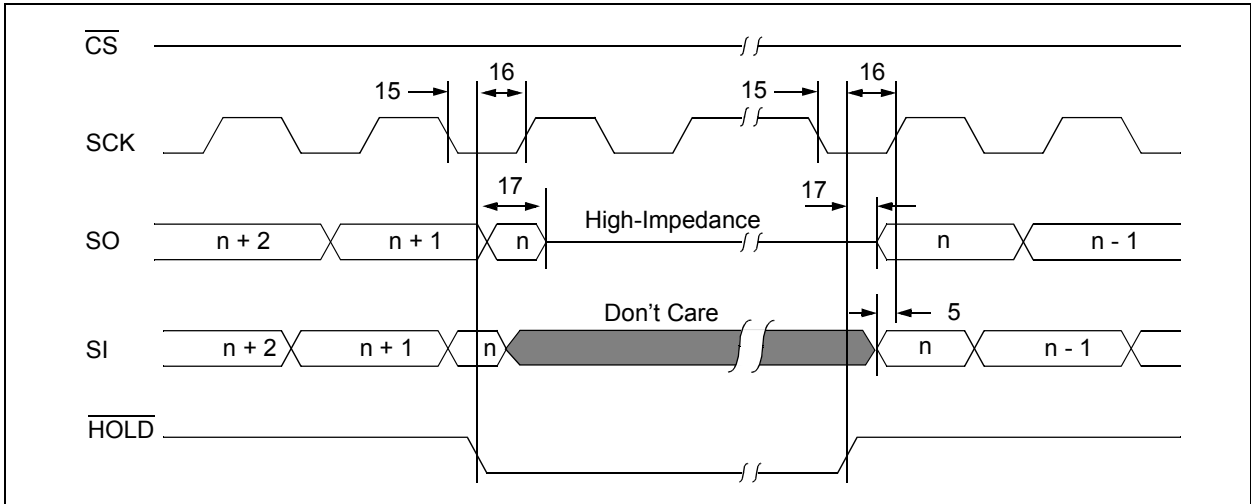 CS
16
16
15
15
SCK
17
17
High-Impedance
SO
n + 2
n + 1
n
n
n - 1
Don't Care
5
SI
n + 2
n + 1
n
n
n - 1
HOLD